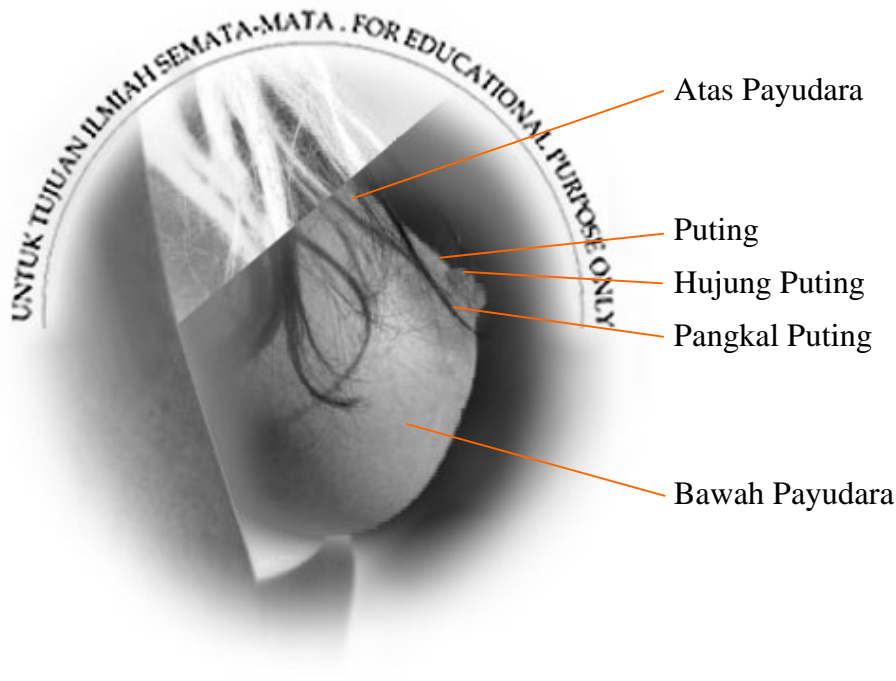 UNTUK TUJUAN ILMIAH SEMATA-MATA . FOR EDUCATIONAL PURPOSE ONLY
Atas Payudara
Puting
Hujung Puting
Pangkal Puting
Bawah Payudara